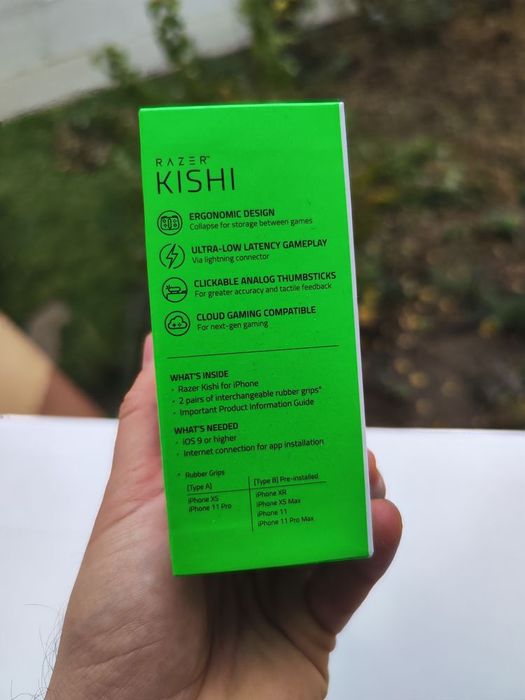 RAZER™
KISHI
ERGONOMIC DESIGN
Collapse for storage between games
ULTRA-LOW LATENCY GAMEPLAY
Via lightning connector
CLICKABLE ANALOG THUMBSTICKS
For greater accuracy and tactile feedback
CLOUD GAMING COMPATIBLE
For next-gen gaming
WHAT'S INSIDE
• Razer Kishi for iPhone
• 2 pairs of interchangeable rubber grips*
• Important Product Information Guide
WHAT'S NEEDED
• iOS 9 or higher
• Internet connection for app installation
* Rubber Grips
[Type A]
iPhone XS
iPhone 11 Pro
[Type B] Pre-installed
iPhone XR
iPhone XS Max
iPhone 11
iPhone 11 Pro Max